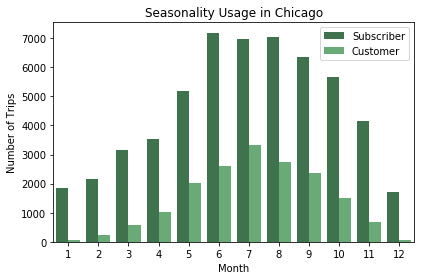 Seasonality Usage in Chicago
Subscriber
Customer
Number of Trips
7000
6000
5000
4000
3000
2000
1000
0
1 2 3 4 5 6 7 8 9 10 11 12
Month